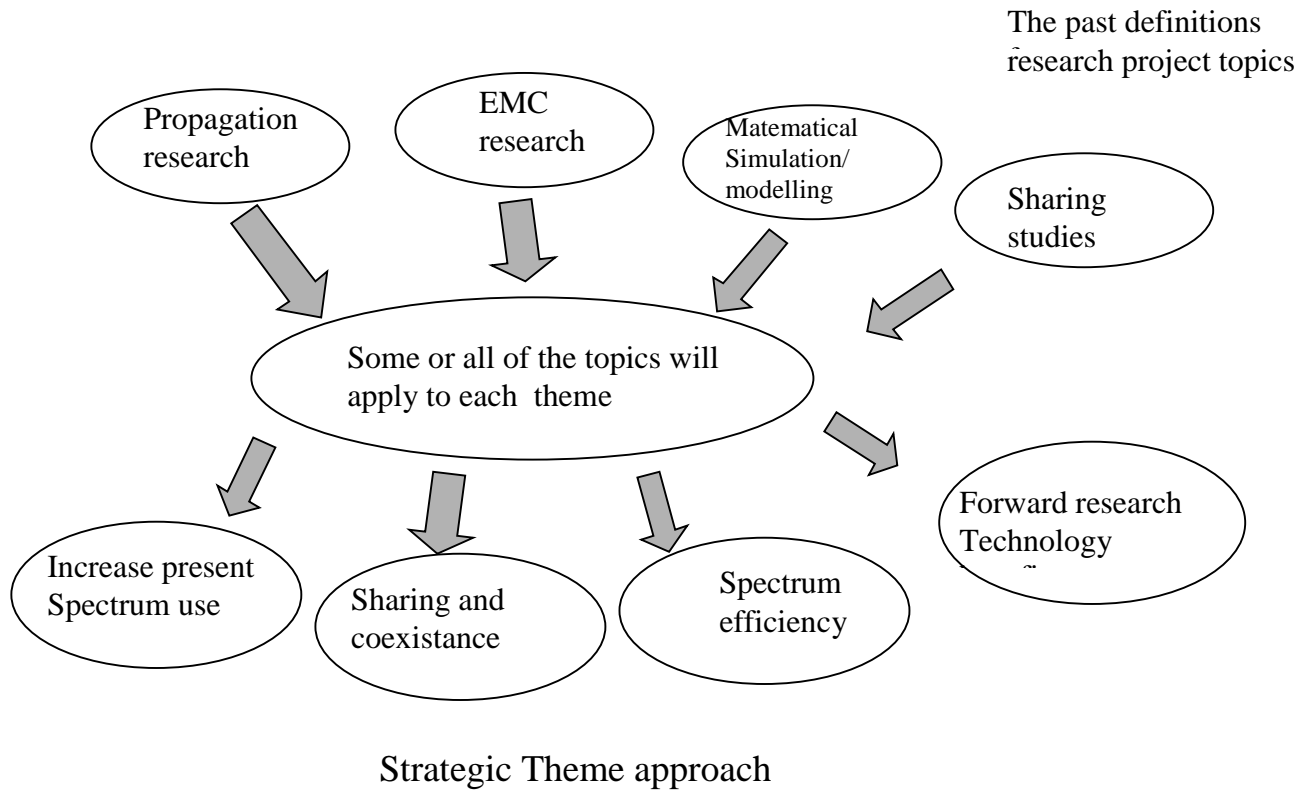 The past definitions
research project topics
Propagation
research
EMC
research
Matematical
Simulation/
modelling
Sharing
studies
Some or all of the topics will
apply to each theme
Increase present
Spectrum use
Sharing and
coexistance
Spectrum
efficiency
Forward research
Technology
Strategic Theme approach